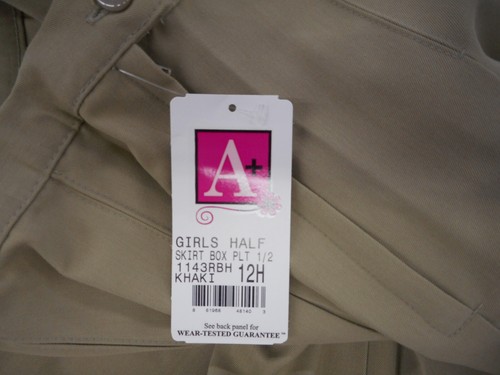 A+
GIRLS HALF
SKIRT BOX PLT 1/2
1143RBH 12H
KHAKI
See back panel for
WEAR-TESTED GUARANTEE™